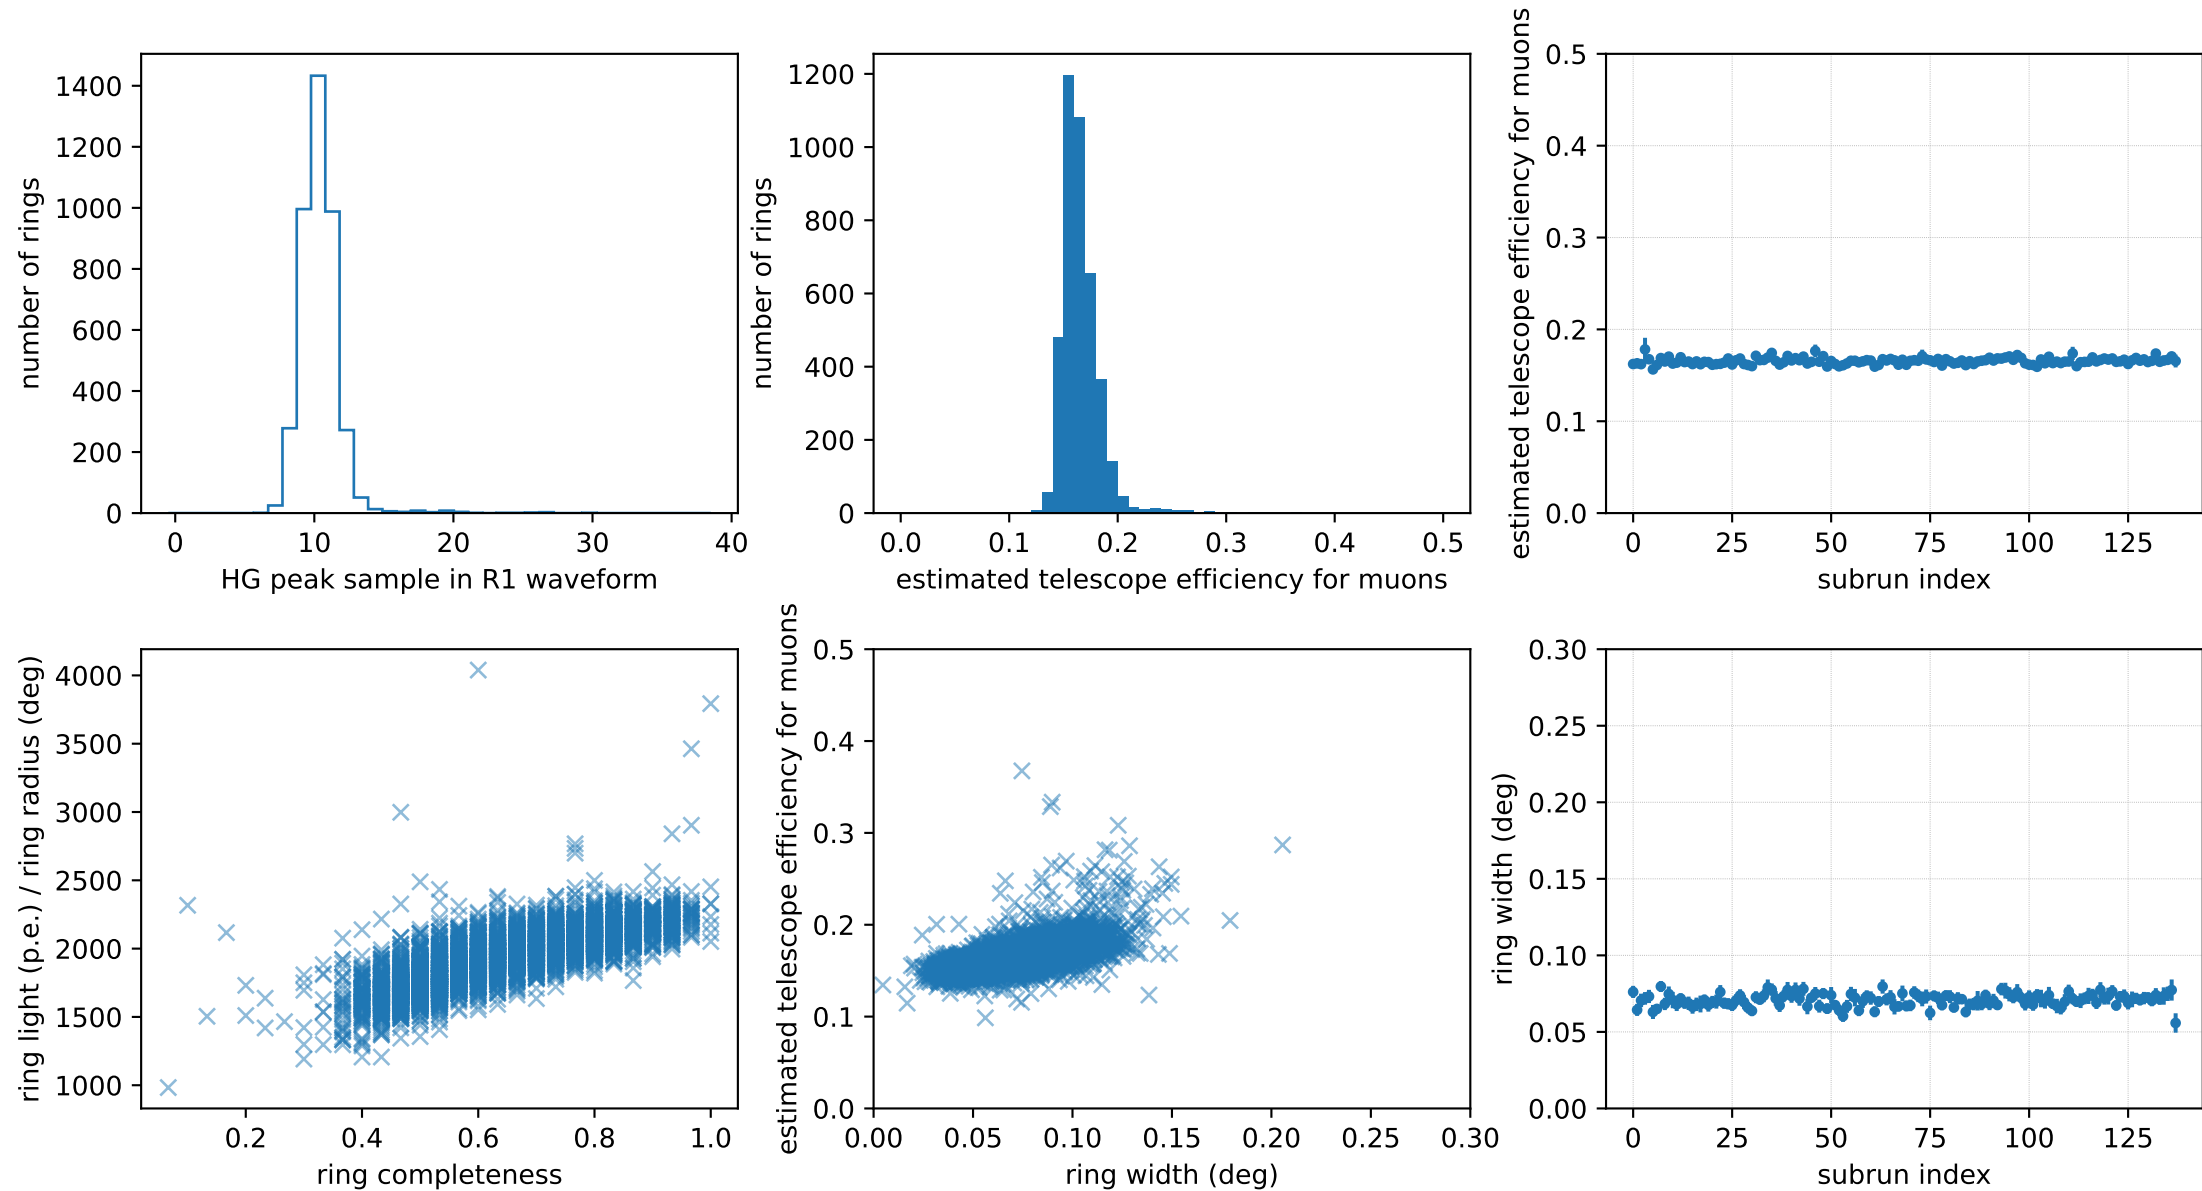 number of rings
1400
1200
1000
800
600
400
200
0
0 10 20 30 40
HG peak sample in R1 waveform
number of rings
1200
1000
800
600
400
200
0
0.0 0.1 0.2 0.3 0.4 0.5
estimated telescope efficiency for muons
estimated telescope efficiency for muons
0.5
0.4
0.3
0.2
0.1
0.0
0 25 50 75 100 125
subrun index
ring light (p.e.) / ring radius (deg)
4000
3500
3000
2500
2000
1500
1000
0.2 0.4 0.6 0.8 1.0
ring completeness
estimated telescope efficiency for muons
0.5
0.4
0.3
0.2
0.1
0.0
0.00 0.05 0.10 0.15 0.20 0.25 0.30
ring width (deg)
ring width (deg)
0.30
0.25
0.20
0.15
0.10
0.05
0.00
0 25 50 75 100 125
subrun index